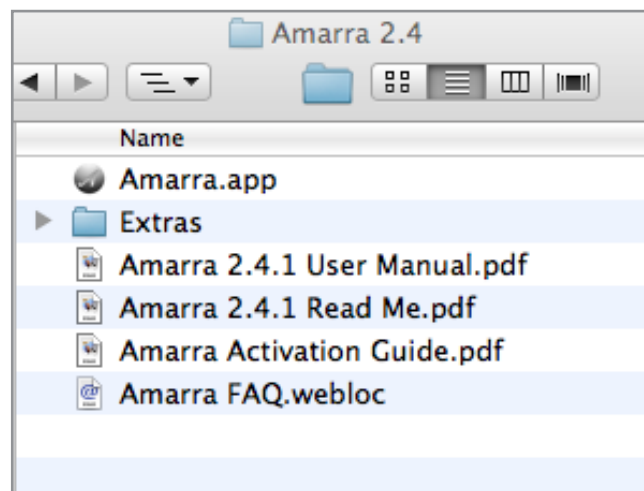 Amarra 2.4
Name
Amarra.app
Extras
Amarra 2.4.1 User Manual.pdf
Amarra 2.4.1 Read Me.pdf
Amarra Activation Guide.pdf
Amarra FAQ.webloc